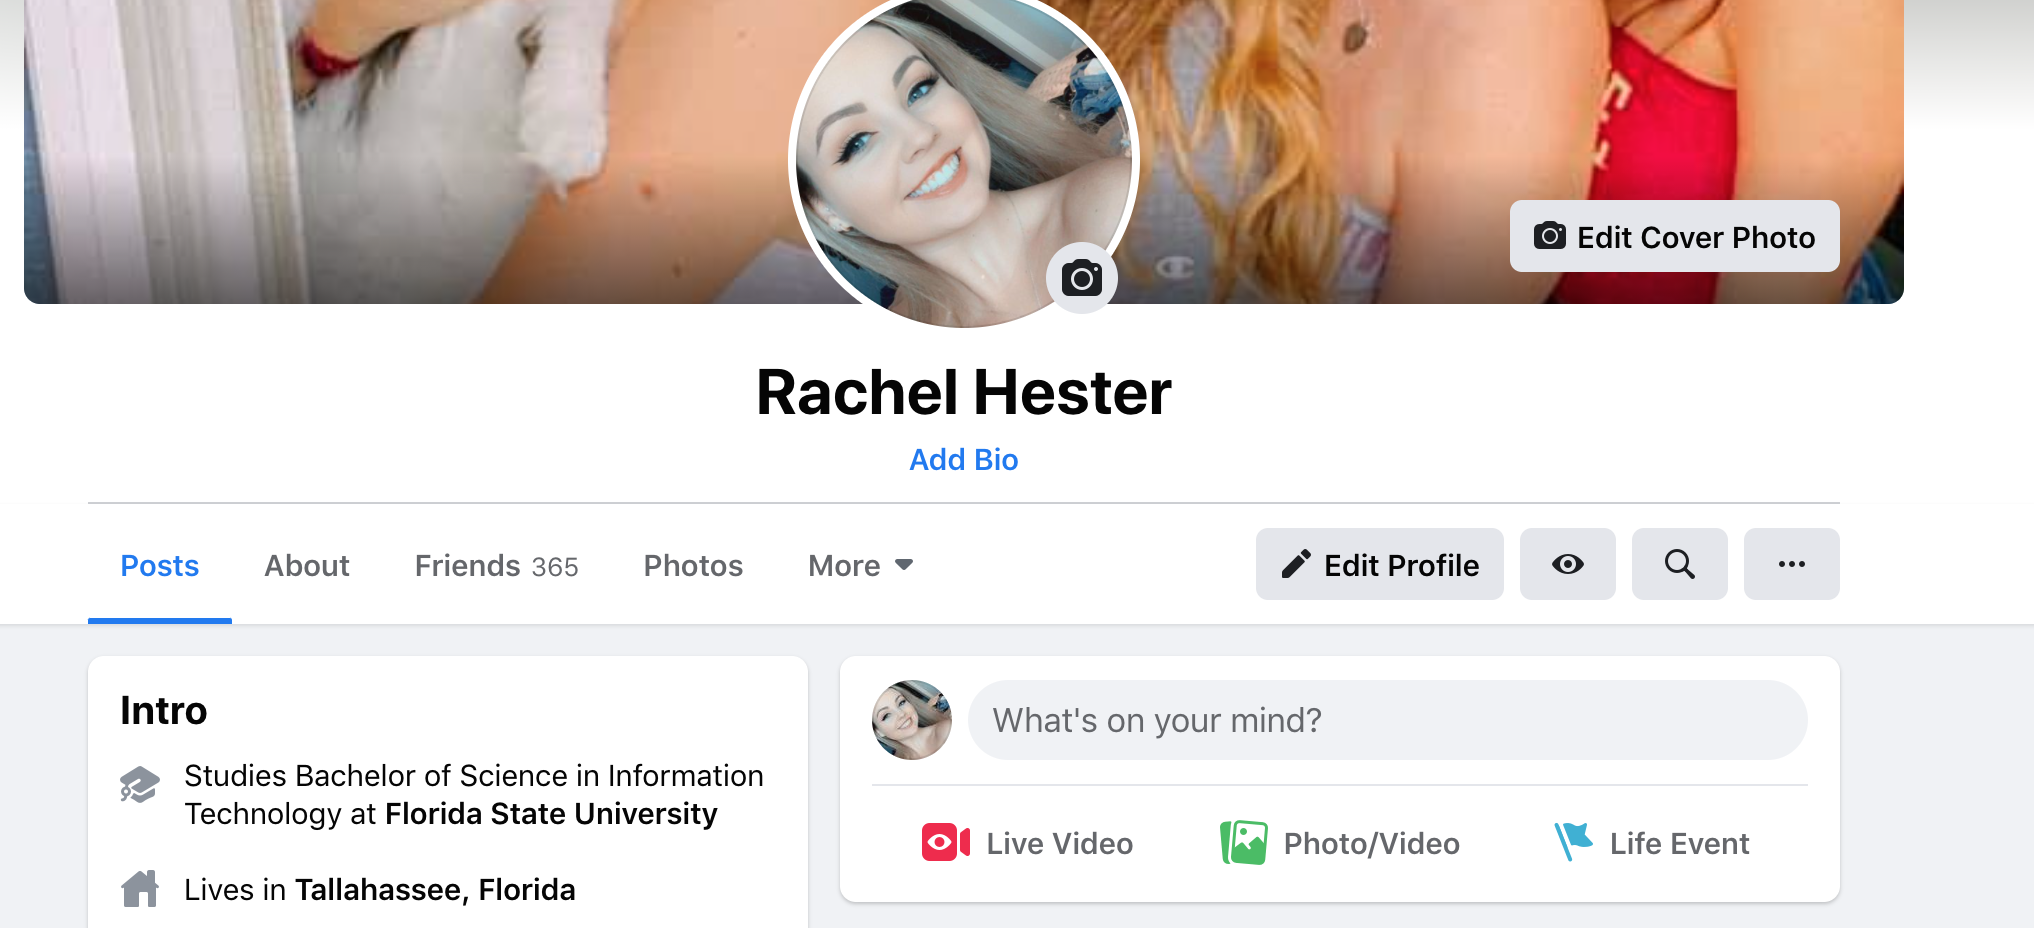 Edit Cover Photo
Rachel Hester
Add Bio
Posts
About
Friends 365
Photos
More
Edit Profile
Intro
Studies Bachelor of Science in Information
Technology at Florida State University
Lives in Tallahassee, Florida
What's on your mind?
Live Video
Photo/Video
Life Event